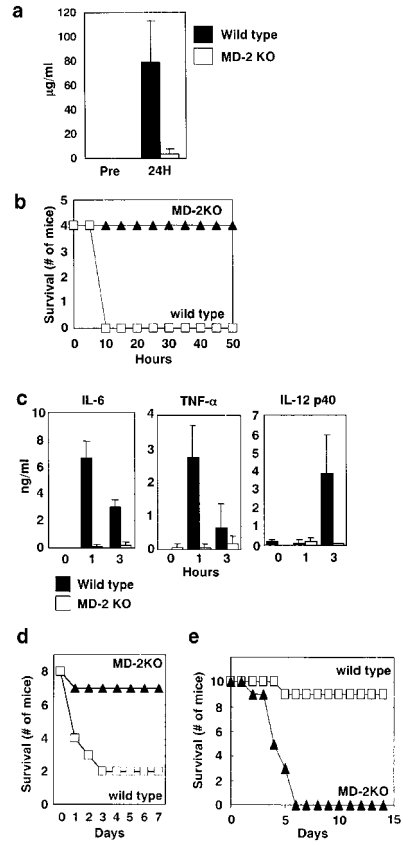 a
120
100
80
60
40
20
0
µg/ml
Pre 24H
Wild type
MD-2 KO
b
5
4
3
2
1
0
Survival (# of mice)
MD-2KO
wild type
0 10 20 30 40 50
Hours
c
IL-6 TNF-α IL-12 p40
ng/ml
10
8
6
4
2
0
4
3
2
1
0
7
6
5
4
3
2
1
0
0 1 3
0 1 3
0 1 3
Hours
Wild type
MD-2 KO
d
8
6
4
2
0
Survival (# of mice)
MD-2KO
wild type
0 1 2 3 4 5 6 7
Days
e
10
8
6
4
2
0
Survival (# of mice)
wild type
MD-2KO
0 5 10 15
Days